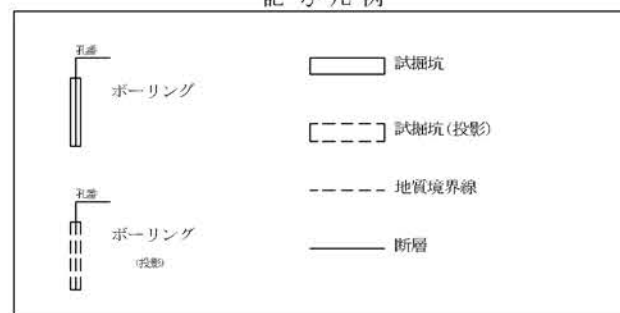 記号凡例
孔番
ボーリング
孔番
ボーリング
(投影)
試掘坑
試掘坑(投影)
地質境界線
断層